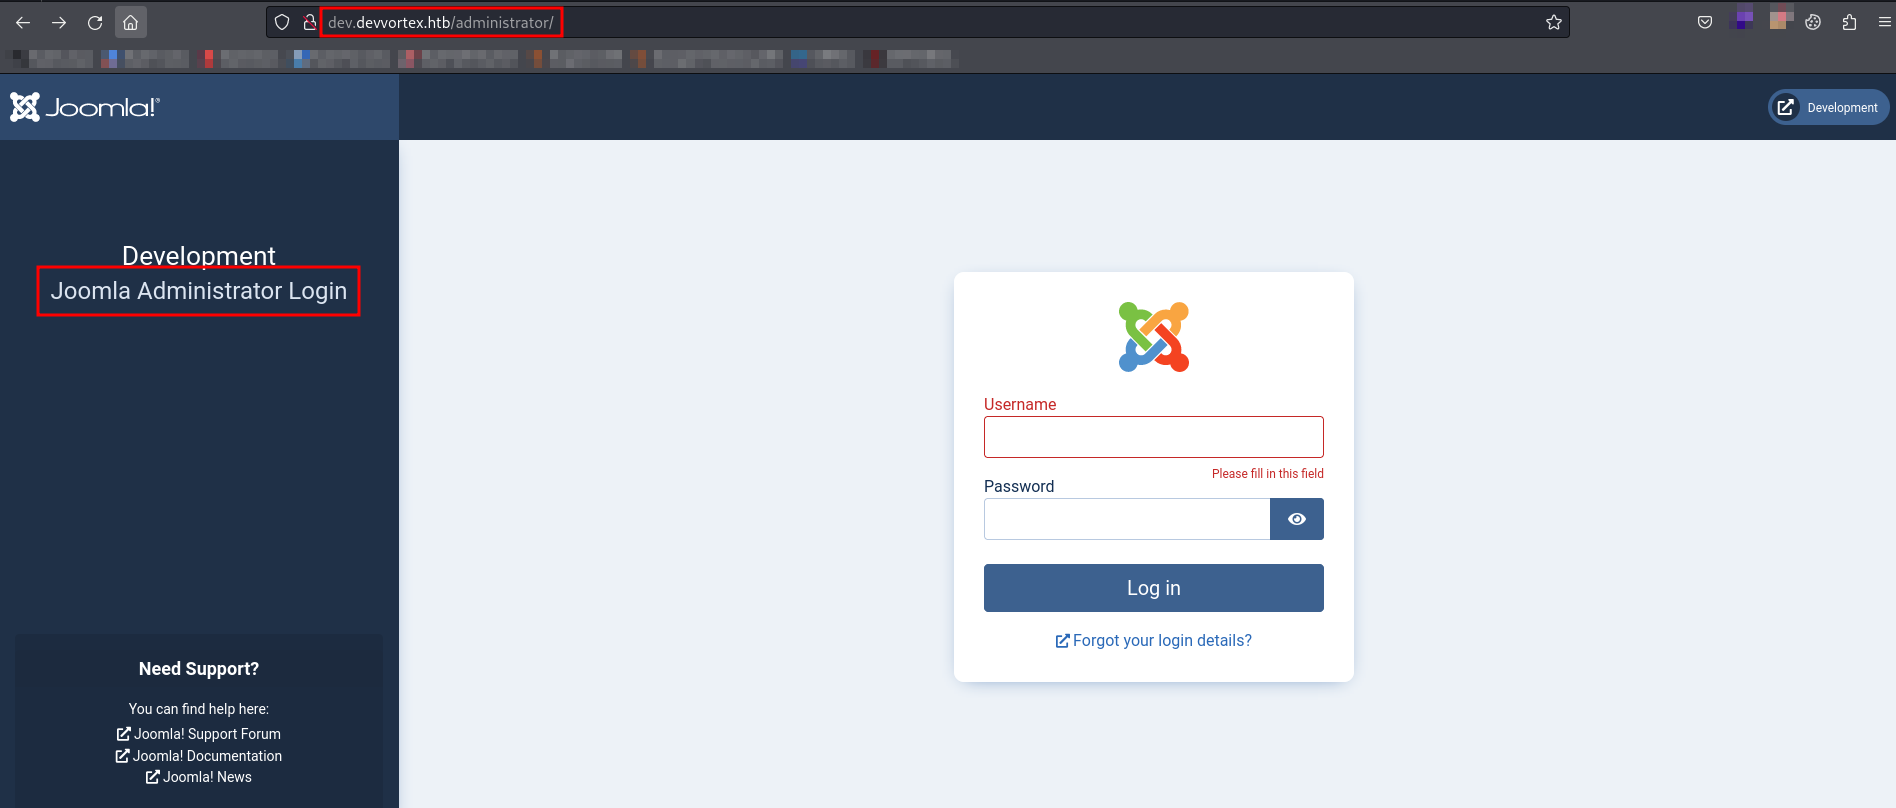 dev.devvortex.htb/administrator/
Joomla!®
Development
Development
Joomla Administrator Login
Username
Please fill in this field
Password
Log in
Forgot your login details?
Need Support?
You can find help here:
Joomla! Support Forum
Joomla! Documentation
Joomla! News